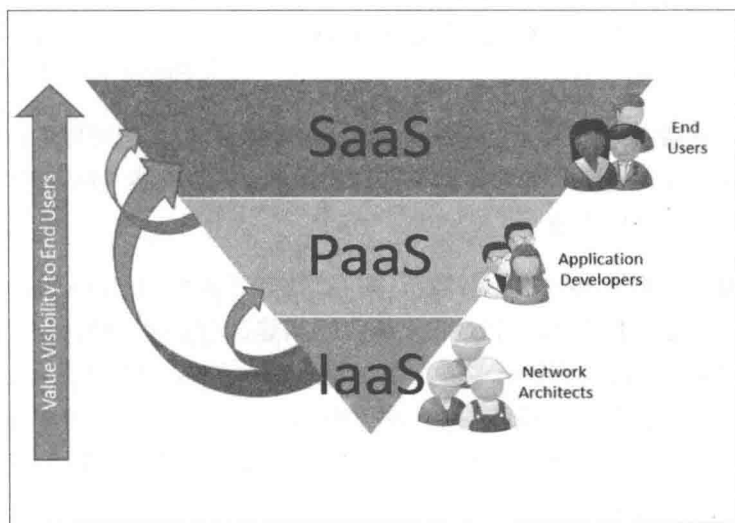 Value Visibility to End Users
SaaS
End
Users
PaaS
Application
Developers
IaaS
Network
Architects